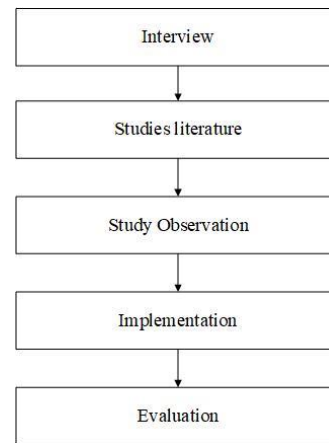 Interview
Studies literature
Study Observation
Implementation
Evaluation